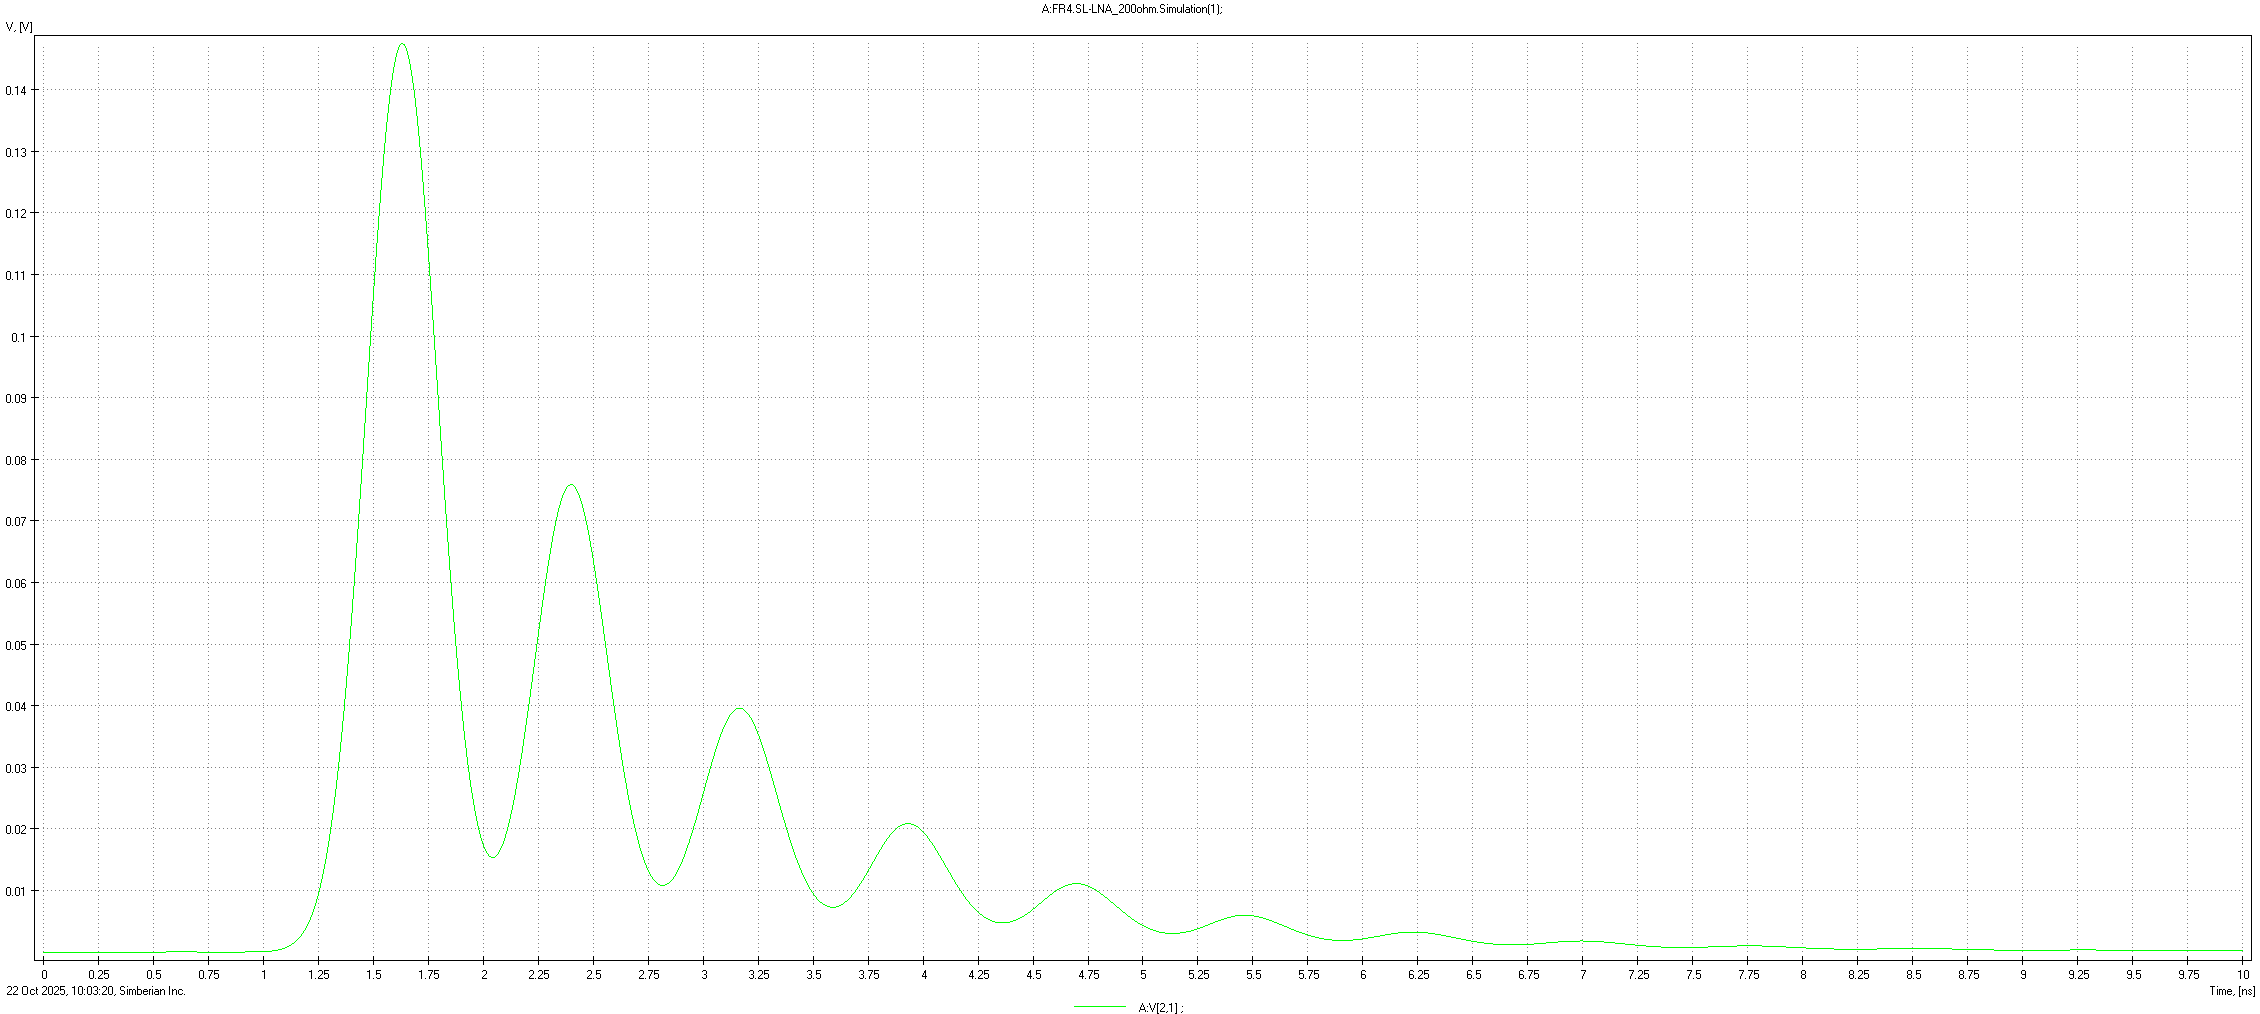 A:FR4.SL-LNA_200ohm.Simulation(1);
V, [V]
0.14
0.13
0.12
0.11
0.1
0.09
0.08
0.07
0.06
0.05
0.04
0.03
0.02
0.01
0 0.25 0.5 0.75 1 1.25 1.5 1.75 2 2.25 2.5 2.75 3 3.25 3.5 3.75 4 4.25 4.5 4.75 5 5.25 5.5 5.75 6 6.25 6.5 6.75 7 7.25 7.5 7.75 8 8.25 8.5 8.75 9 9.25 9.5 9.75 10
22 Oct 2025, 10:03:20, Simberian Inc. Time, [ns]
A:V[2,1] ;